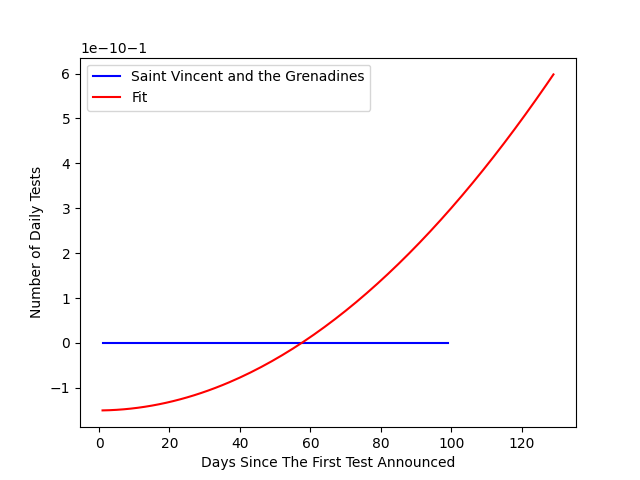 1e−10−1
Saint Vincent and the Grenadines
Fit
6
5
4
3
2
1
0
−1
Number of Daily Tests
0 20 40 60 80 100 120
Days Since The First Test Announced